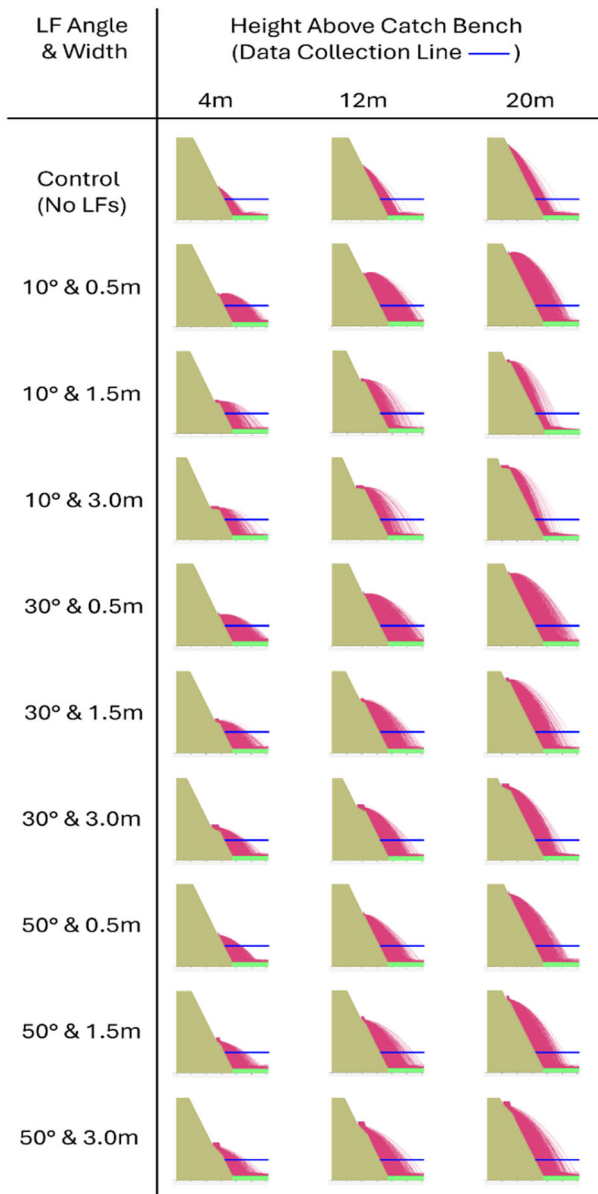 LF Angle
& Width
Height Above Catch Bench
(Data Collection Line —— )
4m
12m
20m
Control
(No LFs)
10° & 0.5m
10° & 1.5m
10° & 3.0m
30° & 0.5m
30° & 1.5m
30° & 3.0m
50° & 0.5m
50° & 1.5m
50° & 3.0m